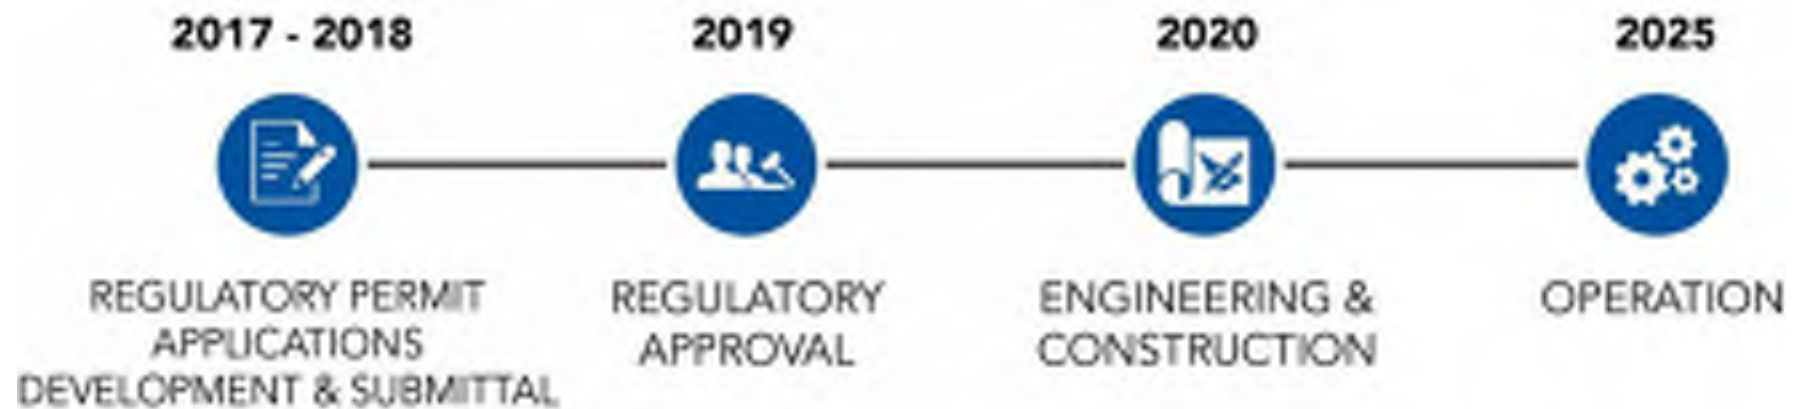 2017 - 2018
REGULATORY PERMIT
APPLICATIONS
DEVELOPMENT & SUBMITTAL
2019
REGULATORY
APPROVAL
2020
ENGINEERING &
CONSTRUCTION
2025
OPERATION